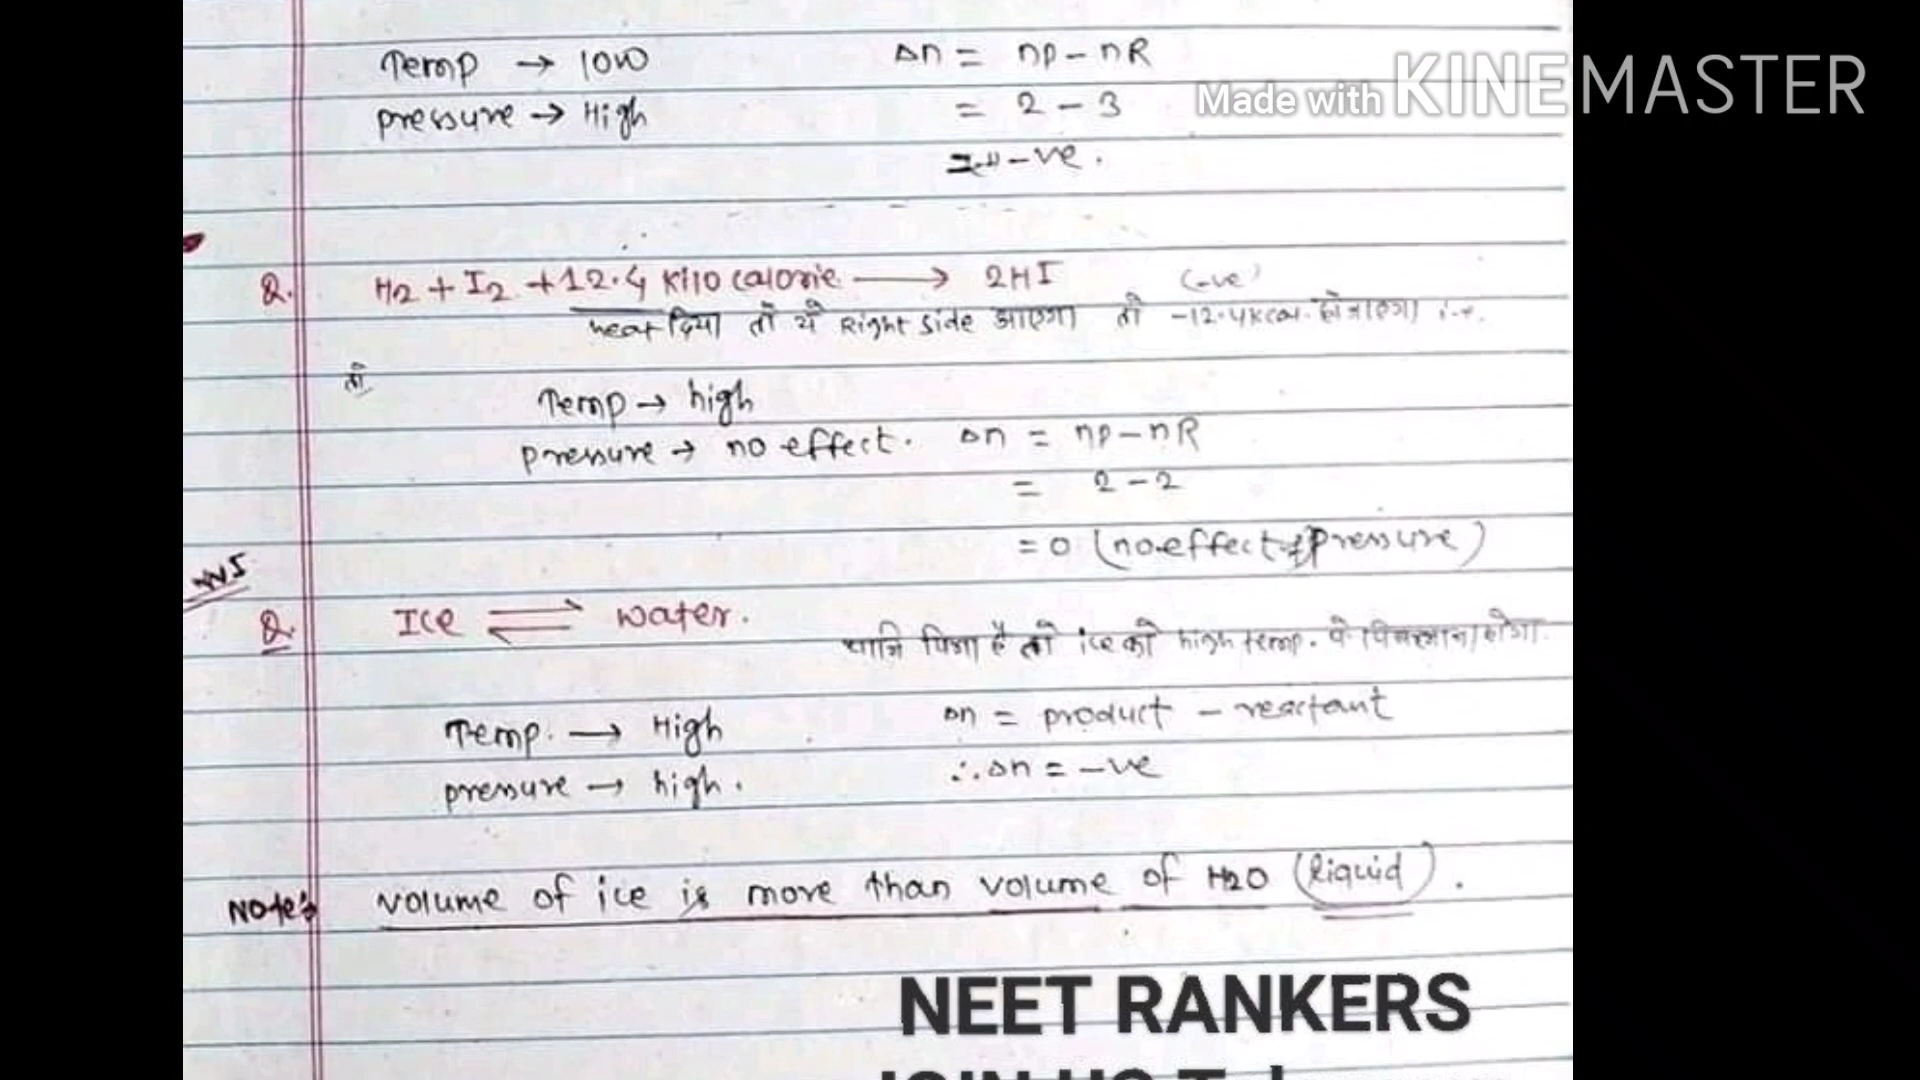 Temp → low Δn = np - nR
Made with KINEMASTER
pressure → High = 2 - 3
= -ve.
Q. H2 + I2 + 12.4 kilo calorie → 2HI (-ve)
heat दिया तो ये Right side आएगा तो -12.4 Kcal. हो जाएगा
तो
Temp → high
pressure → no effect. Δn = np - nR
= 2 - 2
= 0 (no effect of pressure)
Q. Ice ⇌ water.
ice को high temp. पे
Temp. → High Δn = product - reactant
pressure → high. ∴ Δn = -ve
Note: volume of ice is more than volume of H2O (liquid).
NEET RANKERS